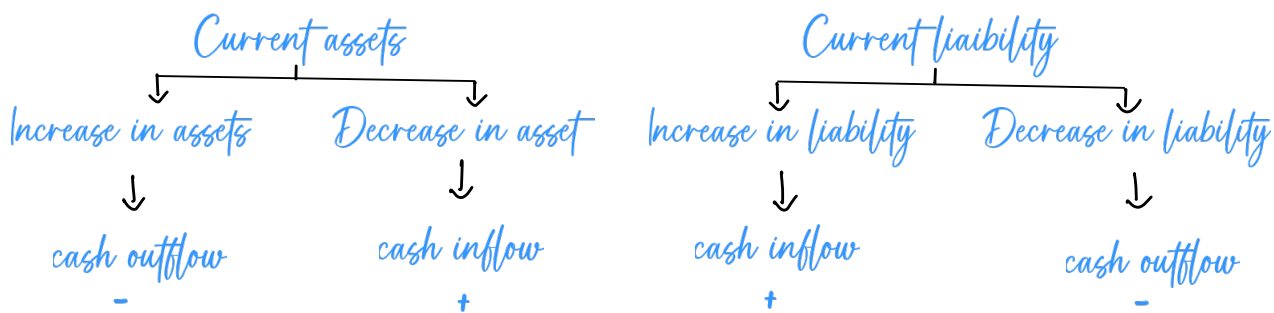 Current assets
Current liaibility
Increase in assets
Decrease in asset
Increase in liability
Decrease in liability
cash outflow
cash inflow
cash inflow
cash outflow
-
+
+
-